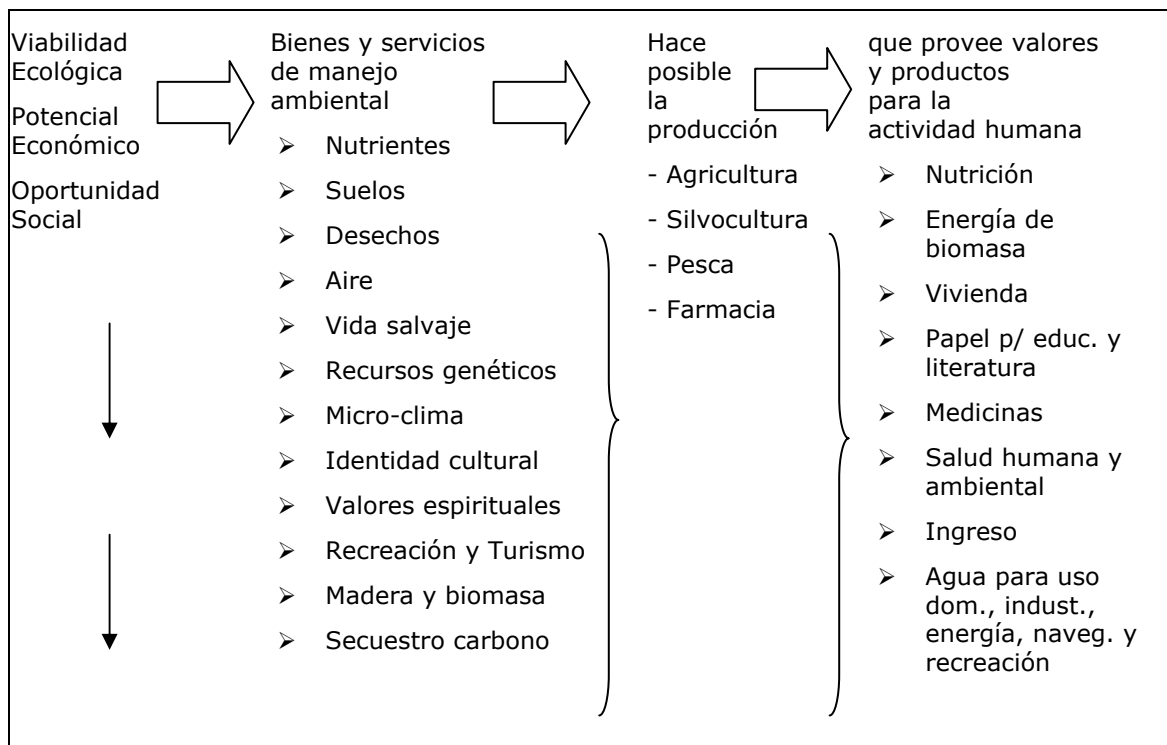 Viabilidad
Ecológica
Potencial
Económico
Oportunidad
Social
Bienes y servicios
de manejo
ambiental
➢ Nutrientes
➢ Suelos
➢ Desechos
➢ Aire
➢ Vida salvaje
➢ Recursos genéticos
➢ Micro-clima
➢ Identidad cultural
➢ Valores espirituales
➢ Recreación y Turismo
➢ Madera y biomasa
➢ Secuestro carbono
Hace
posible
la
producción
- Agricultura
- Silvocultura
- Pesca
- Farmacia
que provee valores
y productos
para la
actividad humana
➢ Nutrición
➢ Energía de
biomasa
➢ Vivienda
➢ Papel p/ educ. y
literatura
➢ Medicinas
➢ Salud humana y
ambiental
➢ Ingreso
➢ Agua para uso
dom., indust.,
energía, naveg. y
recreación